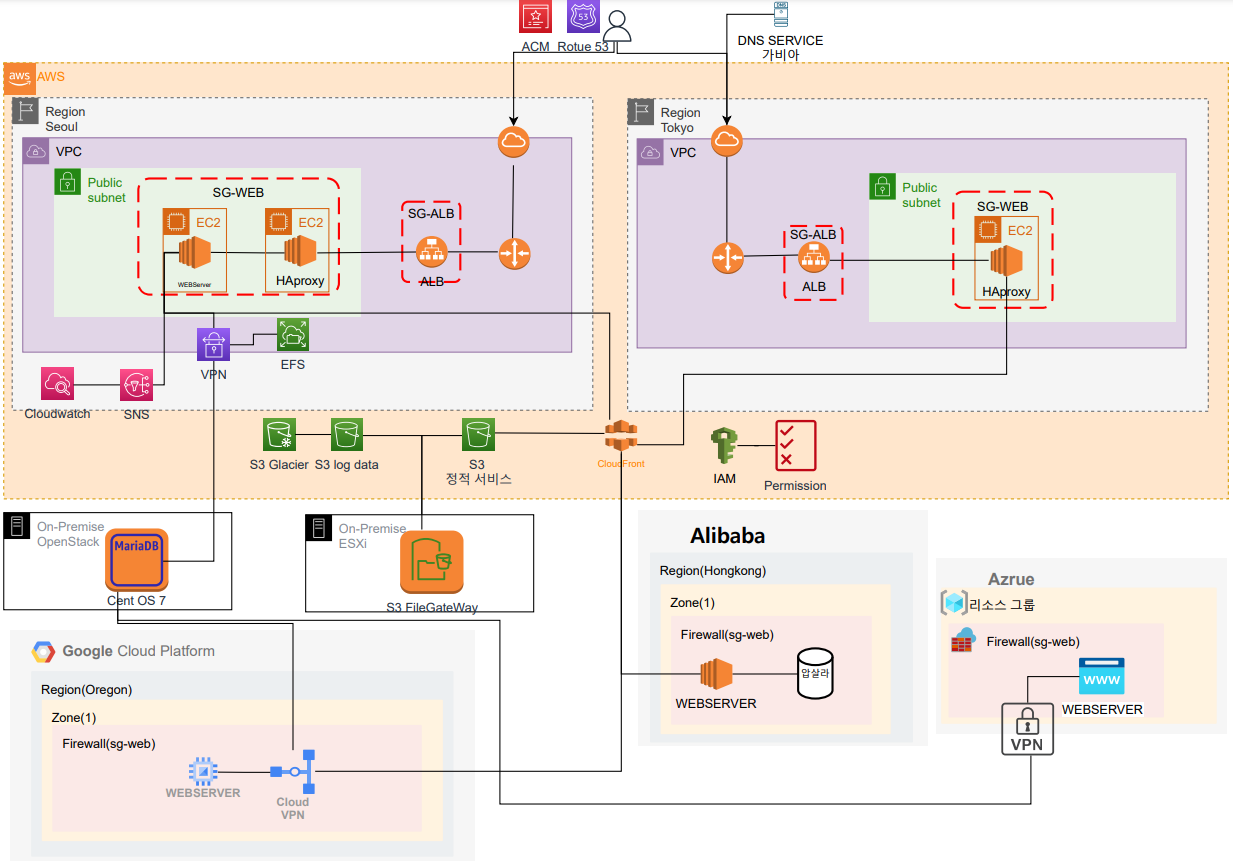 53
DNS
ACM Rotue 53
DNS SERVICE
가비아
aws
AWS
Region
Seoul
VPC
Public
subnet
SG-WEB
EC2
WEBServer
EC2
HAproxy
SG-ALB
ALB
VPN
EFS
Cloudwatch
SNS
Region
Tokyo
VPC
SG-ALB
ALB
Public
subnet
SG-WEB
EC2
HAproxy
S3 Glacier
S3 log data
S3
정적 서비스
CloudFront
IAM
Permission
On-Premise
OpenStack
MariaDB
Cent OS 7
On-Premise
ESXi
S3 FileGateWay
Alibaba
Region(Hongkong)
Zone(1)
Firewall(sg-web)
WEBSERVER
압살라
Azrue
리소스 그룹
Firewall(sg-web)
WWW
WEBSERVER
VPN
Google Cloud Platform
Region(Oregon)
Zone(1)
Firewall(sg-web)
WEBSERVER
Cloud
VPN